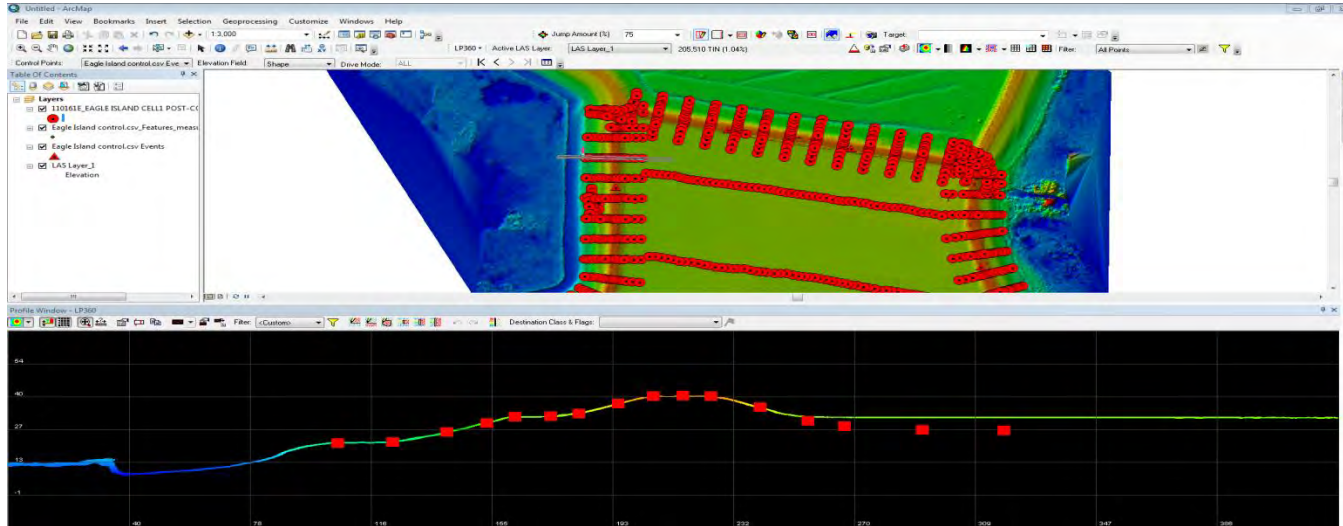 Untitled - ArcMap
File Edit View Bookmarks Insert Selection Geoprocessing Customize Windows Help
1:3,000 Jump Amount (%) 75 Target:
LP360 Active LAS Layer: LAS Layer_1 205.510 TIN (1.04%) Filter: All Points
Control Points: Eagle Island control.csv Eve Elevation Field: Shape Drive Mode: ALL
Table Of Contents
Layers
110161E_EAGLE ISLAND CELL1 POST-CO
Eagle Island control.csv_Features_measu
Eagle Island control.csv Events
LAS Layer_1
Elevation
Profile Window - LP360
Filter: <Custom> Destination Class & Flags:
54
40
27
13
-1
40 78 116 155 193 232 270 309 347